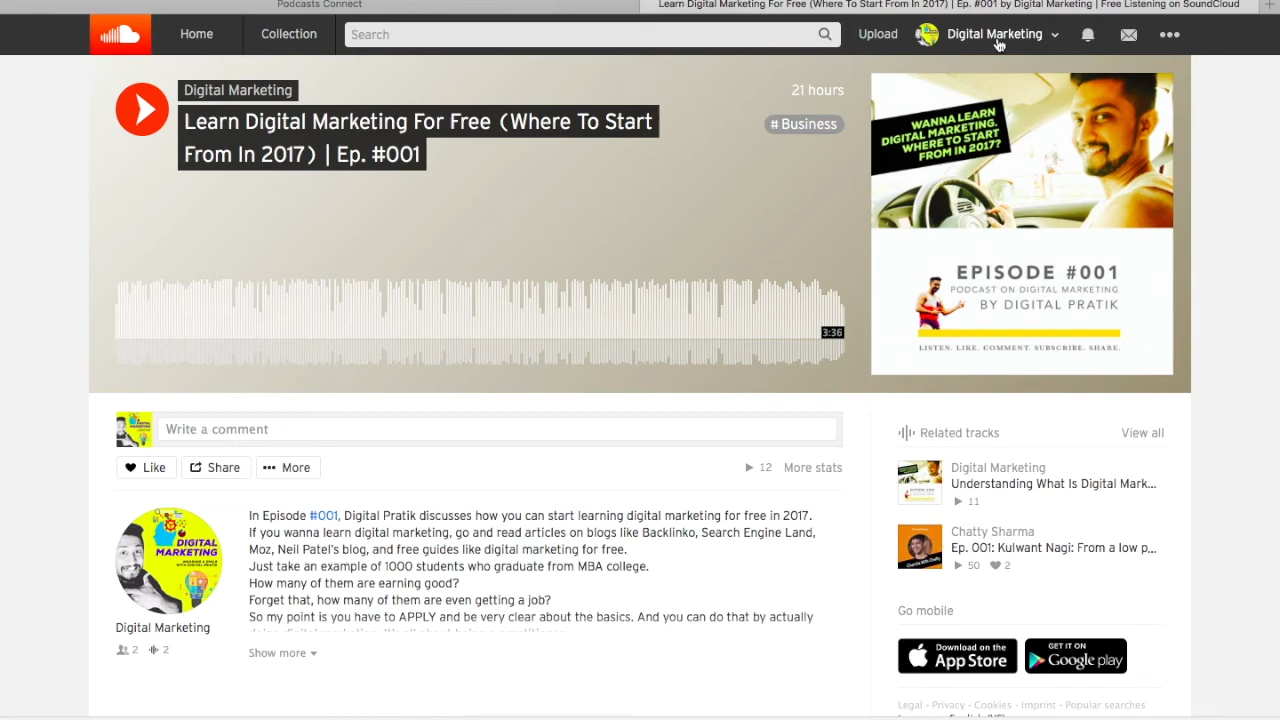 Podcasts Connect
Learn Digital Marketing For Free (Where To Start From In 2017) | Ep. #001 by Digital Marketing | Free Listening on SoundCloud
Home
Collection
Search
Upload
Digital Marketing
Digital Marketing
Learn Digital Marketing For Free (Where To Start
From In 2017) | Ep. #001
21 hours
# Business
3:36
WANNA LEARN
DIGITAL MARKETING.
WHERE TO START
FROM IN 2017?
EPISODE #001
PODCAST ON DIGITAL MARKETING
BY DIGITAL PRATIK
LISTEN. LIKE. COMMENT. SUBSCRIBE. SHARE.
Write a comment
Like
Share
More
12
More stats
DIGITAL
MARKETING
Digital Marketing
2
2
In Episode #001, Digital Pratik discusses how you can start learning digital marketing for free in 2017.
If you wanna learn digital marketing, go and read articles on blogs like Backlinko, Search Engine Land,
Moz, Neil Patel's blog, and free guides like digital marketing for free.
Just take an example of 1000 students who graduate from MBA college.
How many of them are earning good?
Forget that, how many of them are even getting a job?
So my point is you have to APPLY and be very clear about the basics. And you can do that by actually
Show more
Related tracks
View all
Digital Marketing
Understanding What Is Digital Mark...
11
Chatty Sharma
Ep. 001: Kulwant Nagi: From a low p...
50
2
Go mobile
Download on the
App Store
GET IT ON
Google play
Legal - Privacy - Cookies - Imprint - Popular searches